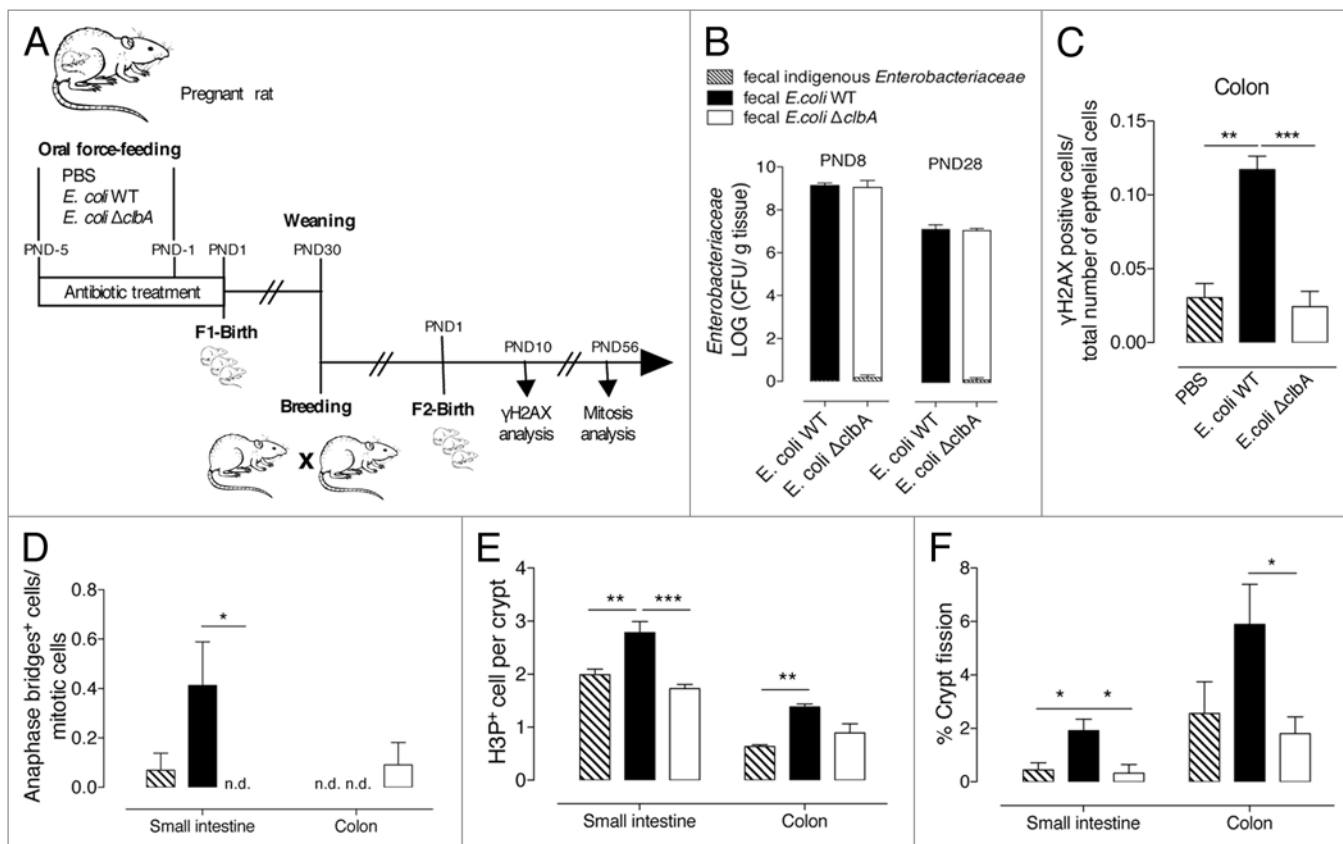 A
Pregnant rat
Oral force-feeding
PBS
E. coli WT
E. coli ΔclbA
Weaning
PND-5
PND-1
PND1
PND30
Antibiotic treatment
F1-Birth
PND1
PND10
PND56
Breeding
F2-Birth
γH2AX
analysis
Mitosis
analysis
x
B
fecal indigenous Enterobacteriaceae
fecal E.coli WT
fecal E.coli ΔclbA
PND8
PND28
Enterobacteriaceae
LOG (CFU/ g tissue)
10
9
8
7
6
5
4
3
2
1
0
E. coli WT
E. coli ΔclbA
E. coli WT
E. coli ΔclbA
C
Colon
γH2AX positive cells/
total number of epthelial cells
0.15
0.10
0.05
0.00
**
***
PBS
E. coli WT
E.coli ΔclbA
D
Anaphase bridges+ cells/
mitotic cells
0.8
0.6
0.4
0.2
0.0
*
n.d.
n.d. n.d.
Small intestine
Colon
E
H3P+ cell per crypt
4
3
2
1
0
**
***
**
Small intestine
Colon
F
% Crypt fission
8
6
4
2
0
*
*
*
Small intestine
Colon